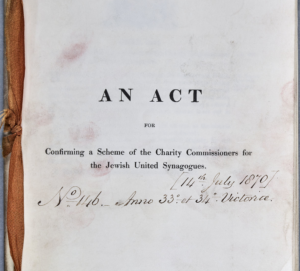 AN ACT
FOR
Confirming a Scheme of the Charity Commissioners for
the Jewish United Synagogues.
[14th July 1870]
No. 116. — Anno 33o. et 34o. Victoriæ.